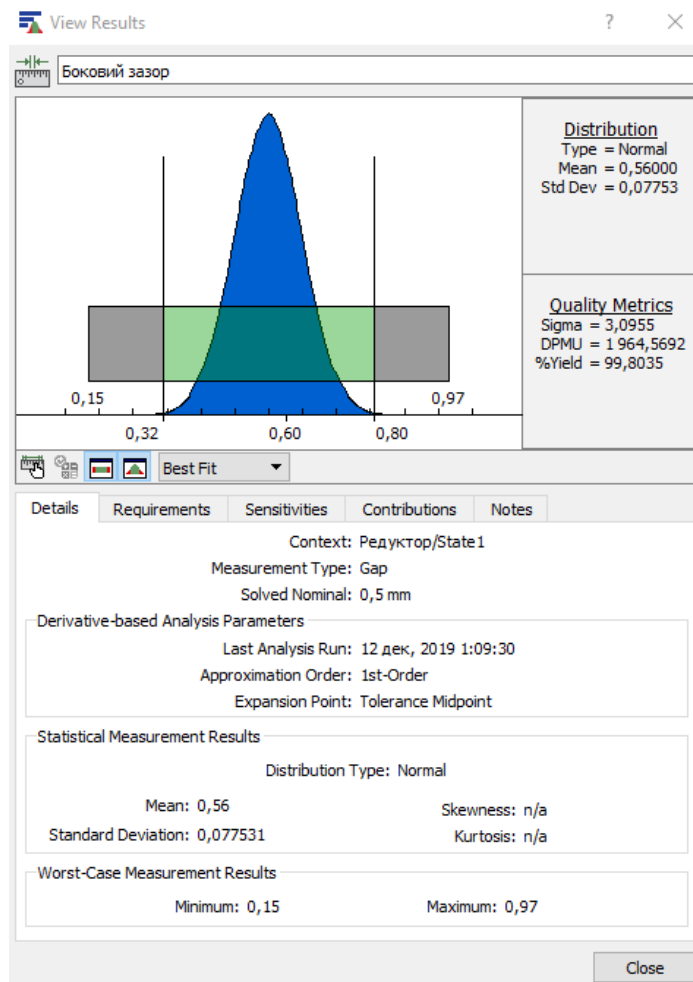 View Results
?
Боковий зазор
Distribution
Type = Normal
Mean = 0,56000
Std Dev = 0,07753
Quality Metrics
Sigma = 3,0955
DPMU = 1 964,5692
%Yield = 99,8035
0,15 0,97
0,32 0,60 0,80
Best Fit
Details Requirements Sensitivities Contributions Notes
Context: Редуктор/State1
Measurement Type: Gap
Solved Nominal: 0,5 mm
Derivative-based Analysis Parameters
Last Analysis Run: 12 дек, 2019 1:09:30
Approximation Order: 1st-Order
Expansion Point: Tolerance Midpoint
Statistical Measurement Results
Distribution Type: Normal
Mean: 0,56 Skewness: n/a
Standard Deviation: 0,077531 Kurtosis: n/a
Worst-Case Measurement Results
Minimum: 0,15 Maximum: 0,97
Close